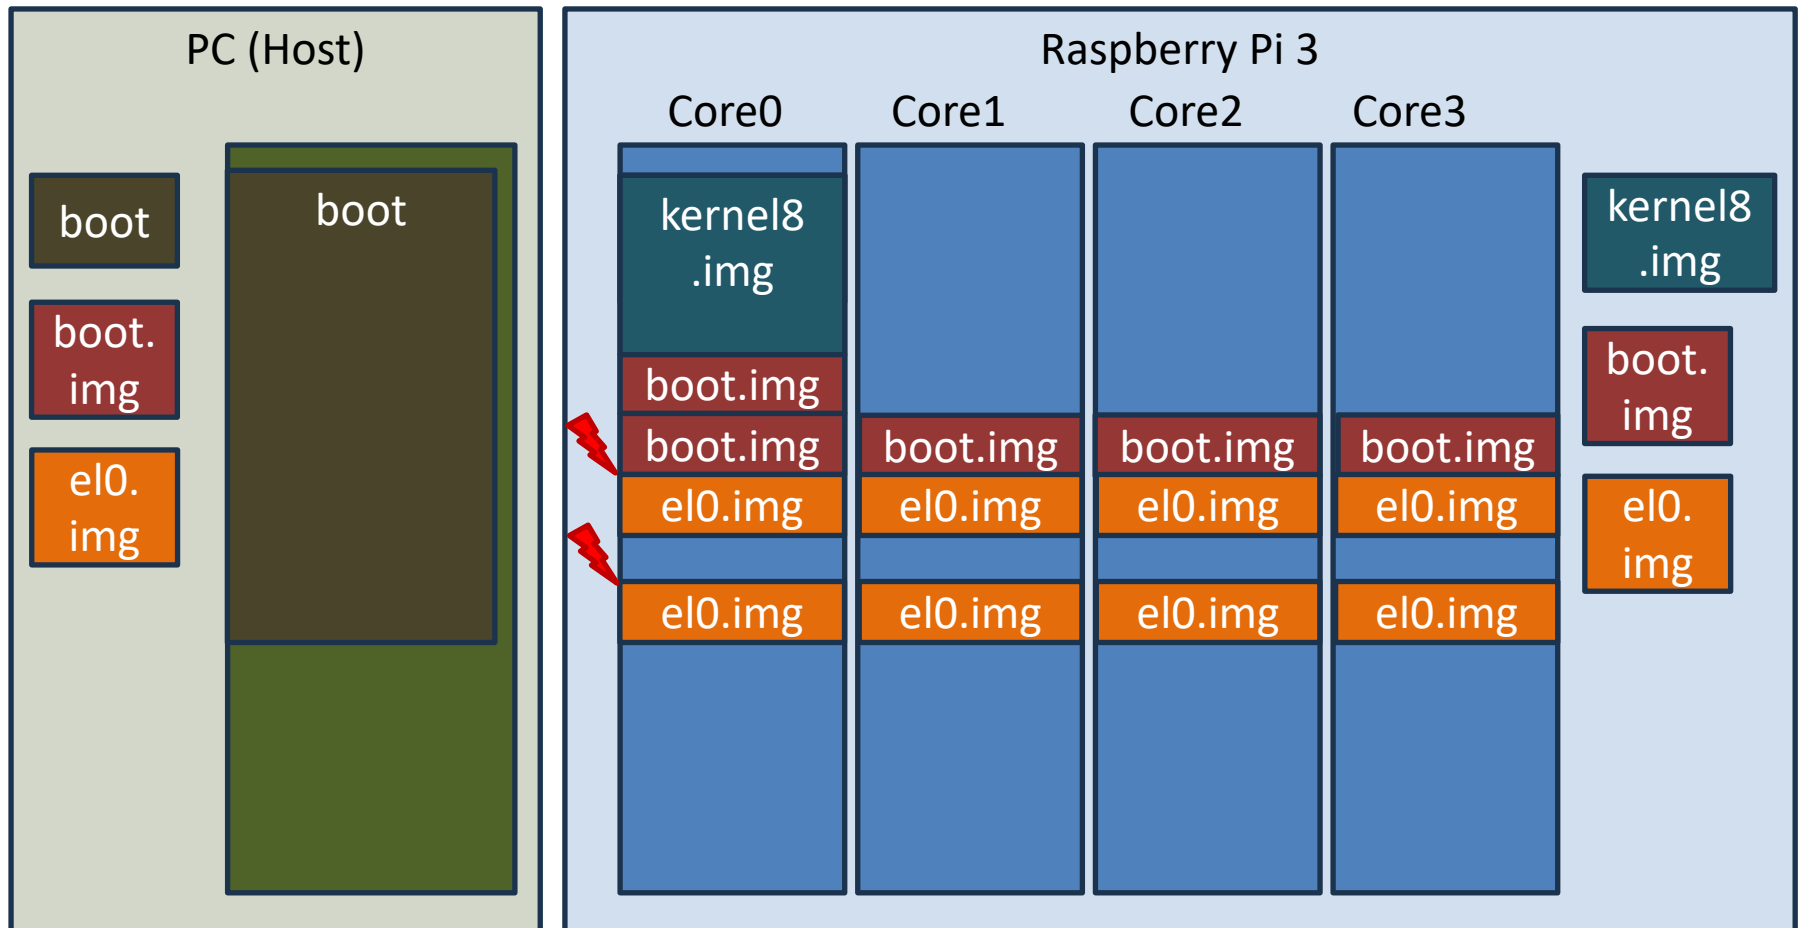 PC (Host)
boot
boot.
img
el0.
img
boot
Raspberry Pi 3
Core0 Core1 Core2 Core3
kernel8
.img
boot.img
boot.img boot.img boot.img boot.img
el0.img el0.img el0.img el0.img
el0.img el0.img el0.img el0.img
kernel8
.img
boot.
img
el0.
img